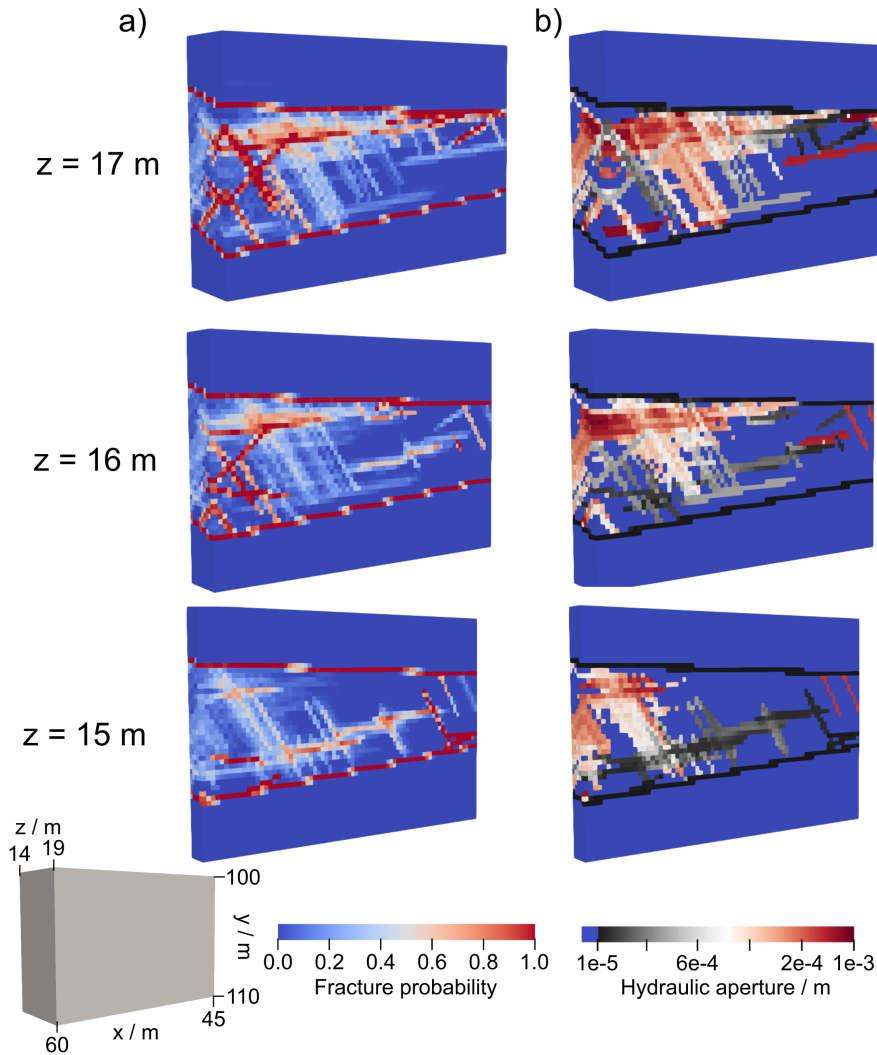 a) b)
z = 17 m
z = 16 m
z = 15 m
z / m
14 19
100
y / m
110
45
x / m
60
0.0 0.2 0.4 0.6 0.8 1.0
Fracture probability
1e-5 6e-4 2e-4 1e-3
Hydraulic aperture / m